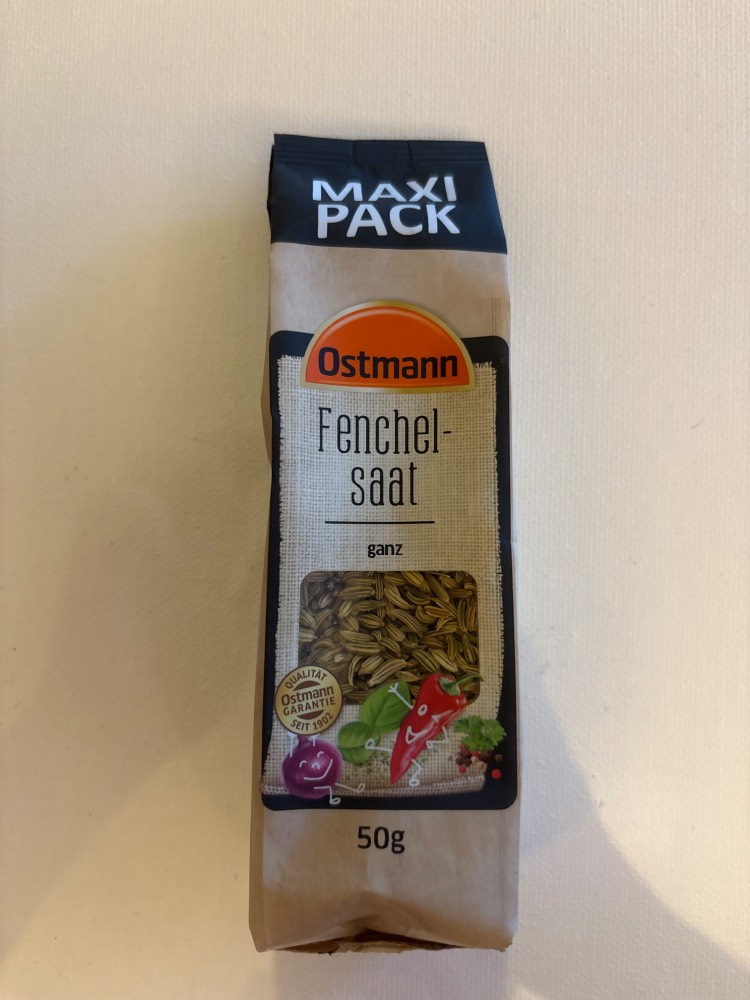 MAXI
PACK
Ostmann
Fenchel-
saat
ganz
QUALITÄT
Ostmann
GARANTIE
SEIT 1902
50g